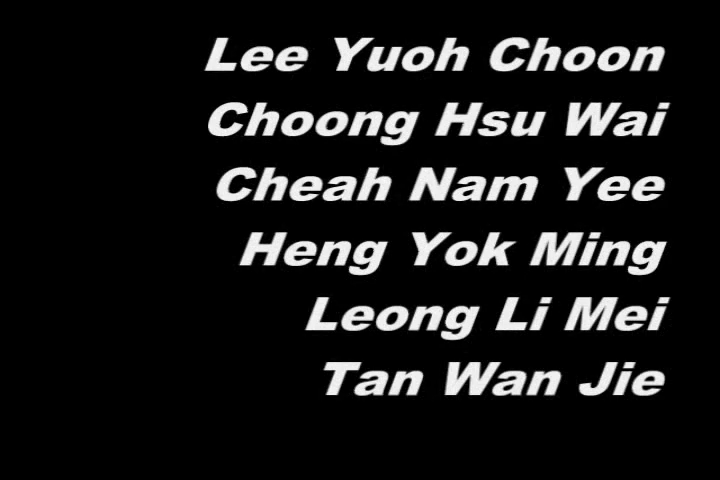 Lee Yuoh Choon
Choong Hsu Wai
Cheah Nam Yee
Heng Yok Ming
Leong Li Mei
Tan Wan Jie